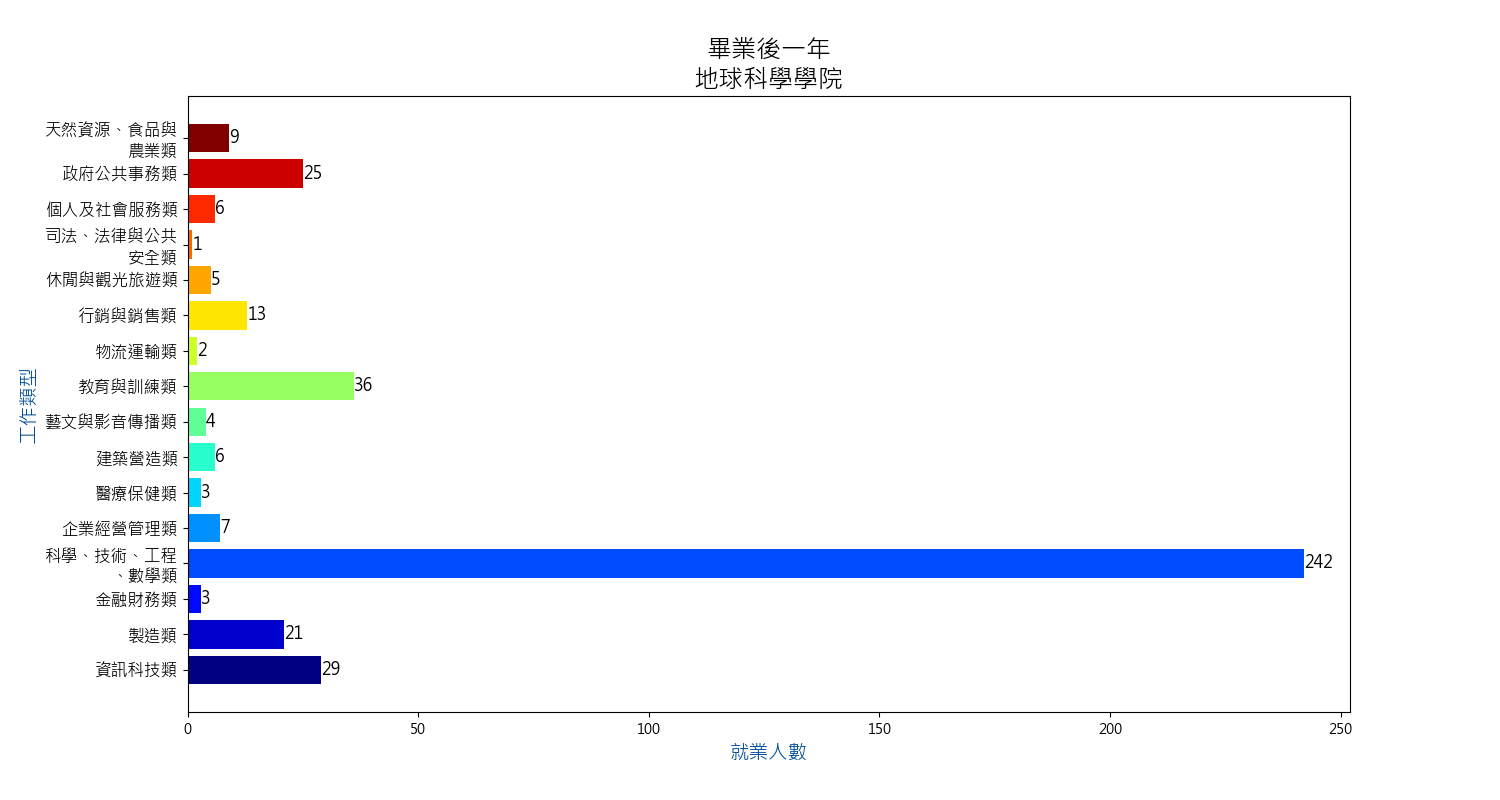 畢業後一年
地球科學學院
天然資源、食品與
農業類
9
政府公共事務類
25
個人及社會服務類
6
司法、法律與公共
安全類
1
休閒與觀光旅遊類
5
行銷與銷售類
13
物流運輸類
2
教育與訓練類
36
藝文與影音傳播類
4
建築營造類
6
醫療保健類
3
企業經營管理類
7
科學、技術、工程
、數學類
242
金融財務類
3
製造類
21
資訊科技類
29
工作類型
0 50 100 150 200 250
就業人數